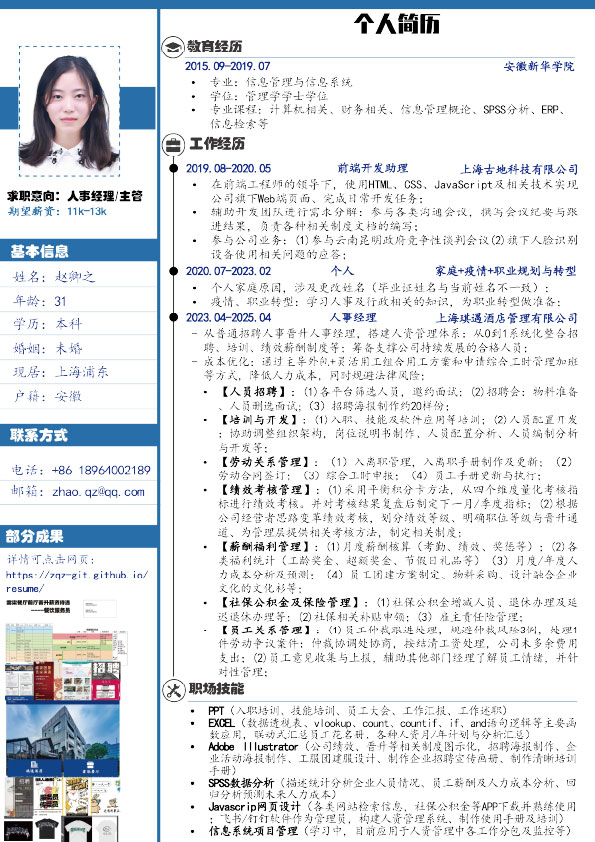 个人简历
求职意向：人事经理/主管
期望薪资：11k-13k
基本信息
姓名：赵卿之
年龄：31
学历：本科
婚姻：未婚
现居：上海浦东
户籍：安徽
联系方式
电话：+86 18964002189
邮箱：zhao.qz@qq.com
部分成果
详情可点击网页：
https://zqz-git.github.io/
resume/
教育经历
2015.09-2019.07 安徽新华学院
• 专业：信息管理与信息系统
• 学位：管理学学士学位
• 专业课程：计算机相关、财务相关、信息管理概论、SPSS分析、ERP、
信息检索等
工作经历
2019.08-2020.05 前端开发助理 上海古地科技有限公司
• 在前端工程师的领导下，使用HTML、CSS、JavaScript及相关技术实现
公司旗下Web端页面、完成日常开发任务；
• 辅助开发团队进行需求分解：参与各类沟通会议，撰写会议纪要与跟
进结果，负责各种相关制度文档的编写；
• 参与公司业务：(1)参与云南昆明政府竞争性谈判会议(2)旗下人脸识别
设备使用相关问题的应答；
2020.07-2023.02 个人 家庭+疫情+职业规划与转型
• 个人家庭原因，涉及更改姓名（毕业证姓名与当前姓名不一致）；
• 疫情、职业转型：学习人事及行政相关的知识，为职业转型做准备；
2023.04-2025.04 人事经理 上海琪遇酒店管理有限公司
– 从普通招聘人事晋升人事经理，搭建人资管理体系：从0到1系统化整合招
聘、培训、绩效薪酬制度等；筹备支撑公司持续发展的合格人员；
– 成本优化：通过主导外包+灵活用工组合用工方案和申请综合工时管理加班
等方式，降低人力成本，同时规避法律风险；
• 【人员招聘】：(1)各平台筛选人员，邀约面试；(2)招聘会：物料准备
、人员甄选面试；(3) 招聘海报制作约20样份；
• 【培训与开发】：(1)入职、技能及软件应用等培训；(2)人员配置开发
：协助调整组织架构，岗位说明书制作、人员配置分析、人员编制分析
与开发等；
• 【劳动关系管理】：（1）入离职管理，入离职手册制作及更新；（2）
劳动合同签订；（3）综合工时申报；（4）员工手册更新与执行；
• 【绩效考核管理】：(1)采用平衡积分卡方法，从四个维度量化考核指
标进行绩效考核。并对考核结果复盘后制定下一月/季度指标；(2)根据
公司经营者思路变革绩效考核，划分绩效等级、明确职位等级与晋升通
道、为管理层提供相关考核方法，制定相关制度；
• 【薪酬福利管理】：(1)月度薪酬核算（考勤、绩效、奖惩等）；(2)各
类福利统计（工龄奖金、超额奖金、节假日礼品等）（3）月度/年度人
力成本分析及预测；（4）员工团建方案制定、物料采购、设计融合企业
文化的文化衫等；
• 【社保公积金及保险管理】：(1)社保公积金增减人员、退休办理及延
迟退休办理等；(2)社保相关补贴申领；（3）雇主责任险管理；
• 【员工关系管理】：(1)员工仲裁跟进处理，规避仲裁风险3例，处理1
件劳动争议案件：仲裁协调处协商，按结清工资处理，公司未多余费用
支出；(2)员工意见收集与上报，辅助其他部门经理了解员工情绪，并针
对性管理；
职场技能
• PPT（入职培训、技能培训、员工大会、工作汇报、工作述职）
• EXCEL（数据透视表、vlookup、count、countif、if、and语句逻辑等主要函
数应用，联动式汇总员工花名册，各种人资月/年计划与分析汇总）
• Adobe Illustrator（公司绩效、晋升等相关制度图示化，招聘海报制作、企
业活动海报制作、工服团建服设计、制作企业招聘宣传画册、制作清晰培训
手册）
• SPSS数据分析（描述统计分析企业人员情况、员工薪酬及人力成本分析、回
归分析预测未来人力成本）
• Javascrip网页设计（各类网站检索信息，社保公积金等APP下载并熟练使用
；飞书/钉钉软件作为管理员，构建人资管理系统、制作使用手册及培训）
• 信息系统项目管理（学习中，目前应用于人资管理中各工作分包及监控等）